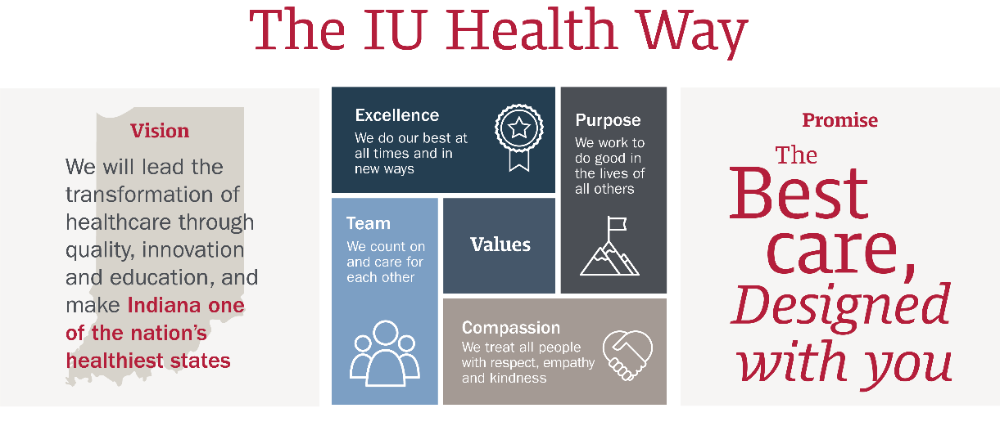 The IU Health Way
Vision
We will lead the
transformation of
healthcare through
quality, innovation
and education, and
make Indiana one
of the nation’s
healthiest states
Excellence
We do our best at
all times and in
new ways
Purpose
We work to
do good in
the lives of
all others
Team
We count on
and care for
each other
Values
Compassion
We treat all people
with respect, empathy
and kindness
Promise
The
Best
care,
Designed
with you